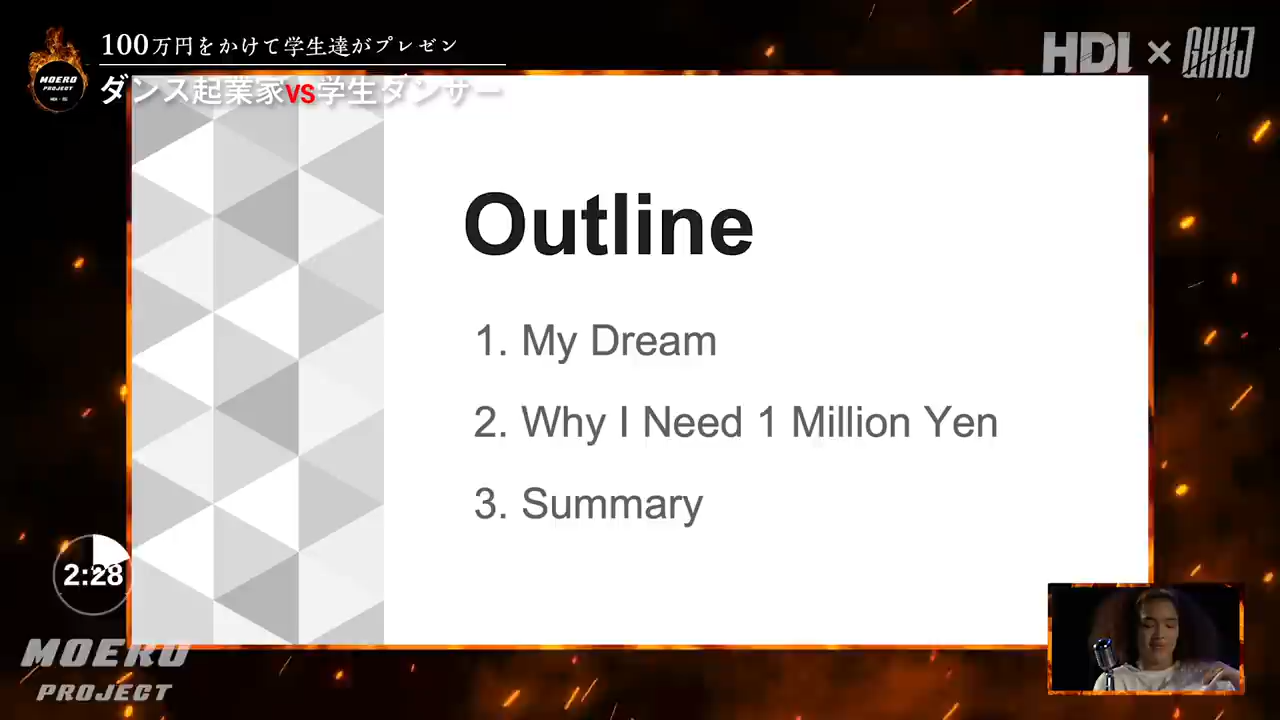 100万円をかけて学生達がプレゼン
ダンス起業家vs学生ダンサー
MOERO
PROJECT
HDI × GKKJ
Outline
1. My Dream
2. Why I Need 1 Million Yen
3. Summary
2:28
MOERO
PROJECT